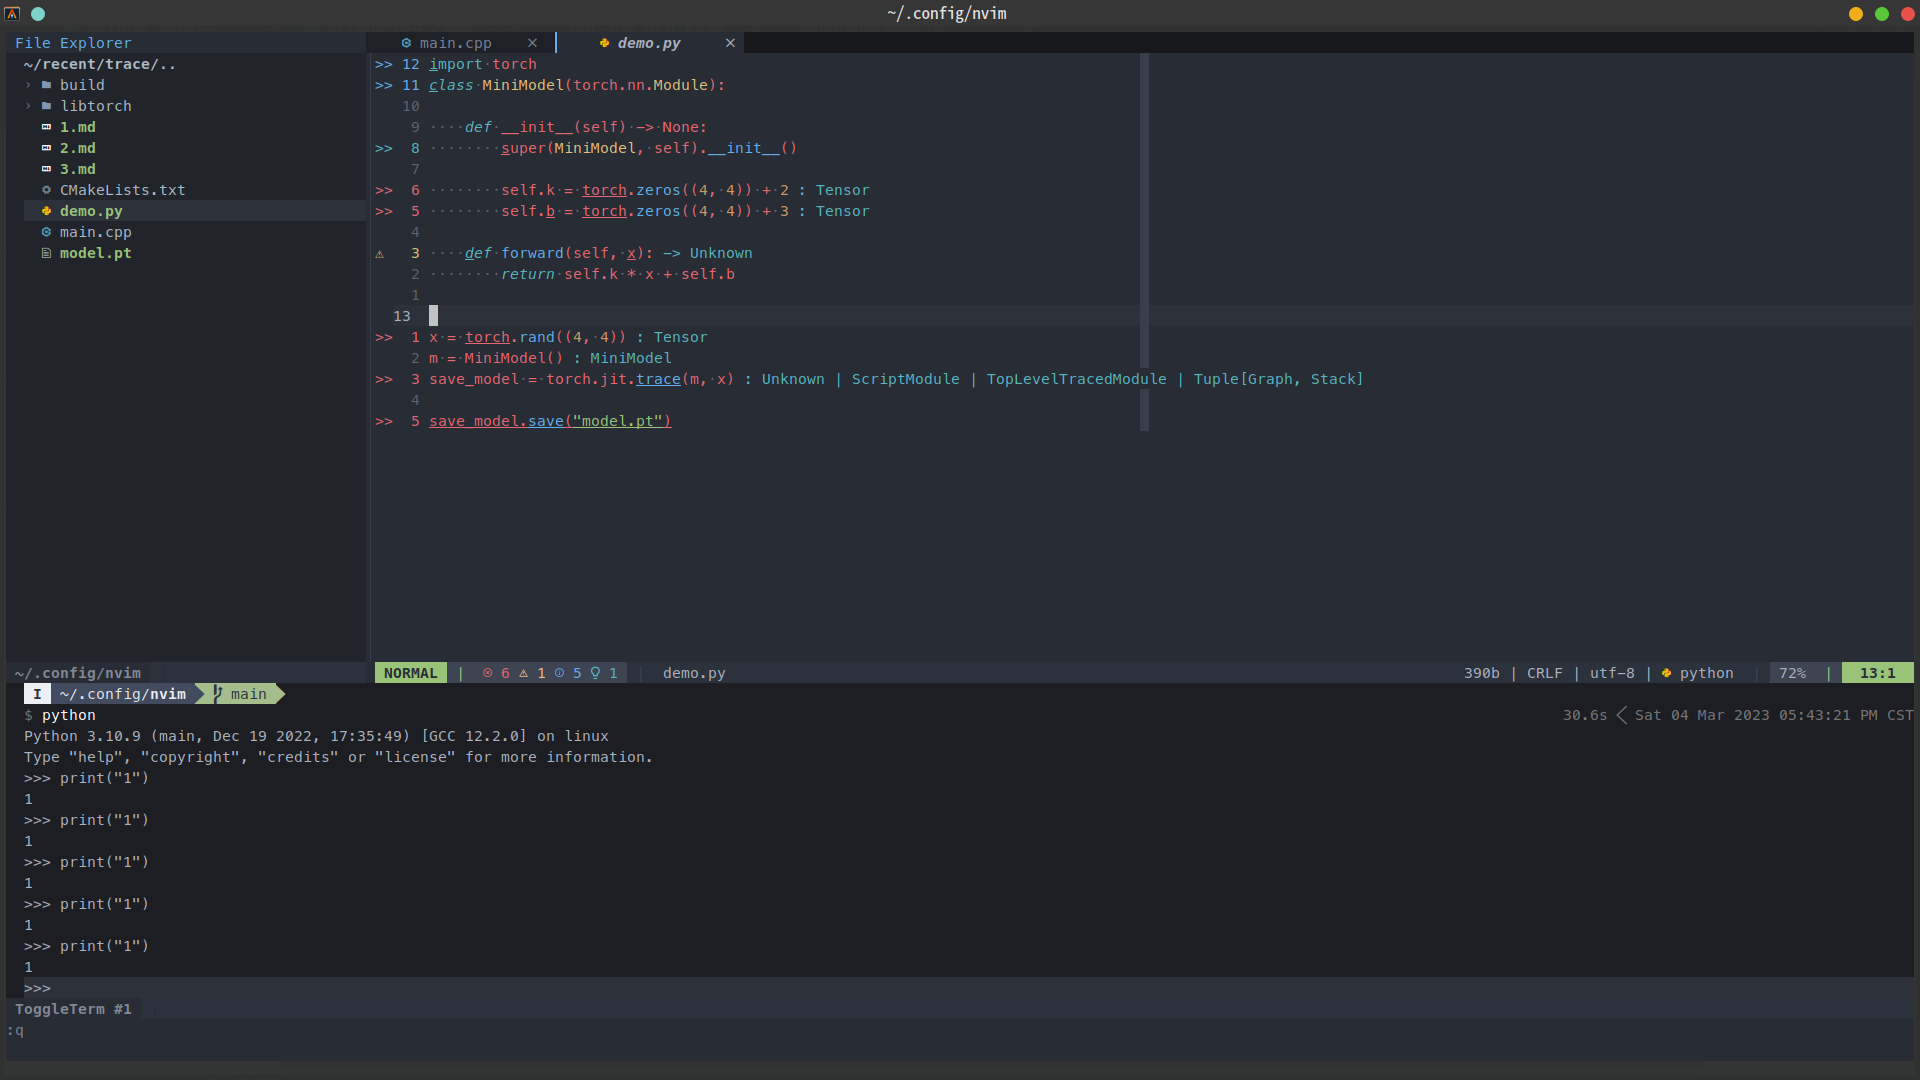 ~/.config/nvim
File Explorer
main.cpp ×
demo.py ×
~/recent/trace/..
› build
› libtorch
1.md
2.md
3.md
CMakeLists.txt
demo.py
main.cpp
model.pt
>> 12 import·torch
>> 11 class·MiniModel(torch.nn.Module):
10
9 ····def·__init__(self)·->·None:
>> 8 ········super(MiniModel,·self).__init__()
7
>> 6 ········self.k·=·torch.zeros((4,·4))·+·2 : Tensor
>> 5 ········self.b·=·torch.zeros((4,·4))·+·3 : Tensor
4
⚠ 3 ····def·forward(self,·x): -> Unknown
2 ········return·self.k·*·x·+·self.b
1
13
>> 1 x·=·torch.rand((4,·4)) : Tensor
2 m·=·MiniModel() : MiniModel
>> 3 save_model·=·torch.jit.trace(m,·x) : Unknown | ScriptModule | TopLevelTracedModule | Tuple[Graph, Stack]
4
>> 5 save_model.save("model.pt")
~/.config/nvim
NORMAL | 6 ⚠ 1 5 1 | demo.py 390b | CRLF | utf-8 | python | 72% | 13:1
I ~/.config/nvim main
$ python 30.6s Sat 04 Mar 2023 05:43:21 PM CST
Python 3.10.9 (main, Dec 19 2022, 17:35:49) [GCC 12.2.0] on linux
Type "help", "copyright", "credits" or "license" for more information.
>>> print("1")
1
>>> print("1")
1
>>> print("1")
1
>>> print("1")
1
>>> print("1")
1
>>>
ToggleTerm #1
:q